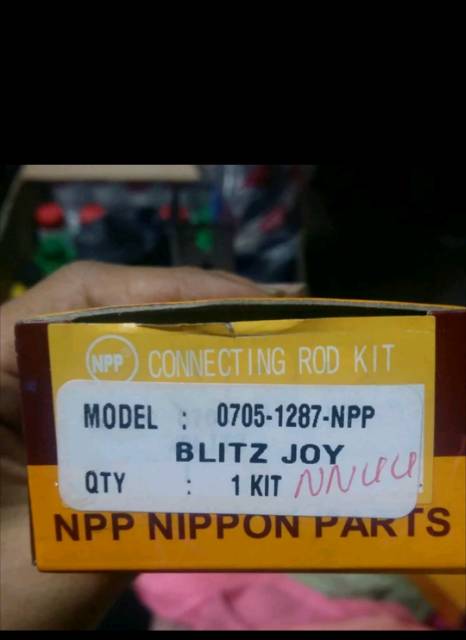 NPP CONNECTING ROD KIT
MODEL : 0705-1287-NPP
BLITZ JOY
QTY : 1 KIT
NPP NIPPON PARTS